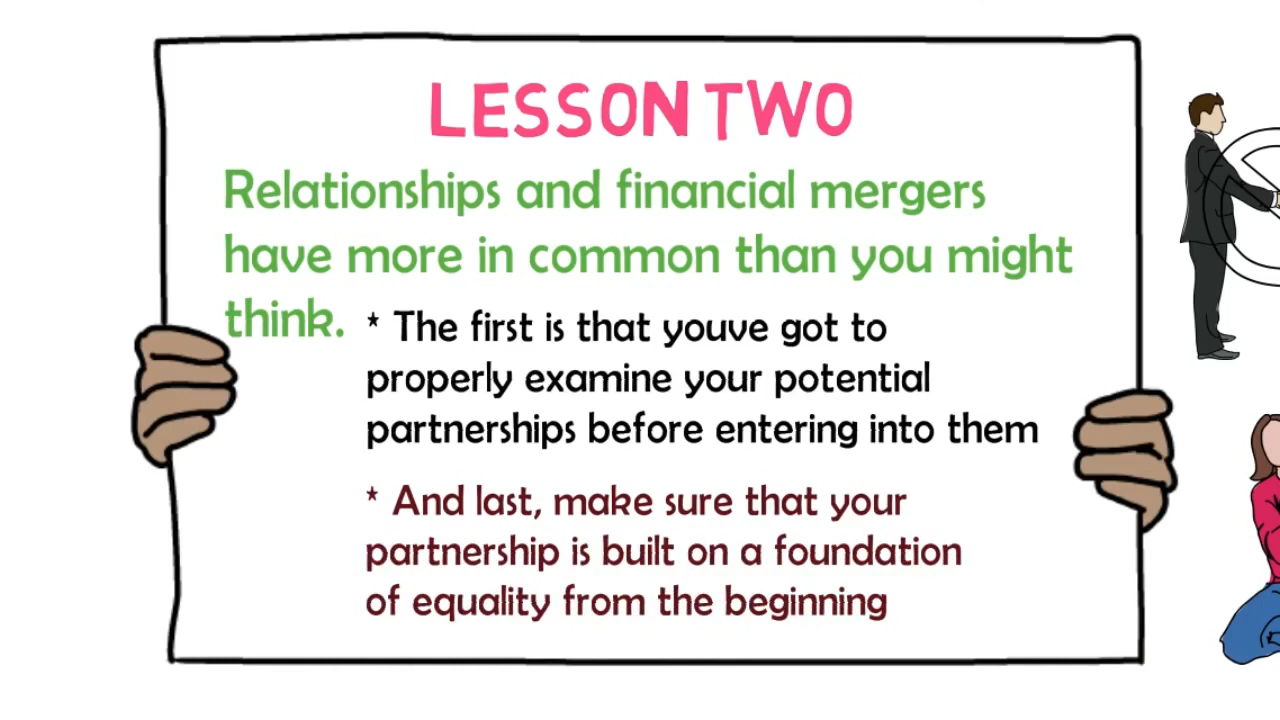 LESSON TWO
Relationships and financial mergers
have more in common than you might
think.
* The first is that youve got to
properly examine your potential
partnerships before entering into them
* And last, make sure that your
partnership is built on a foundation
of equality from the beginning